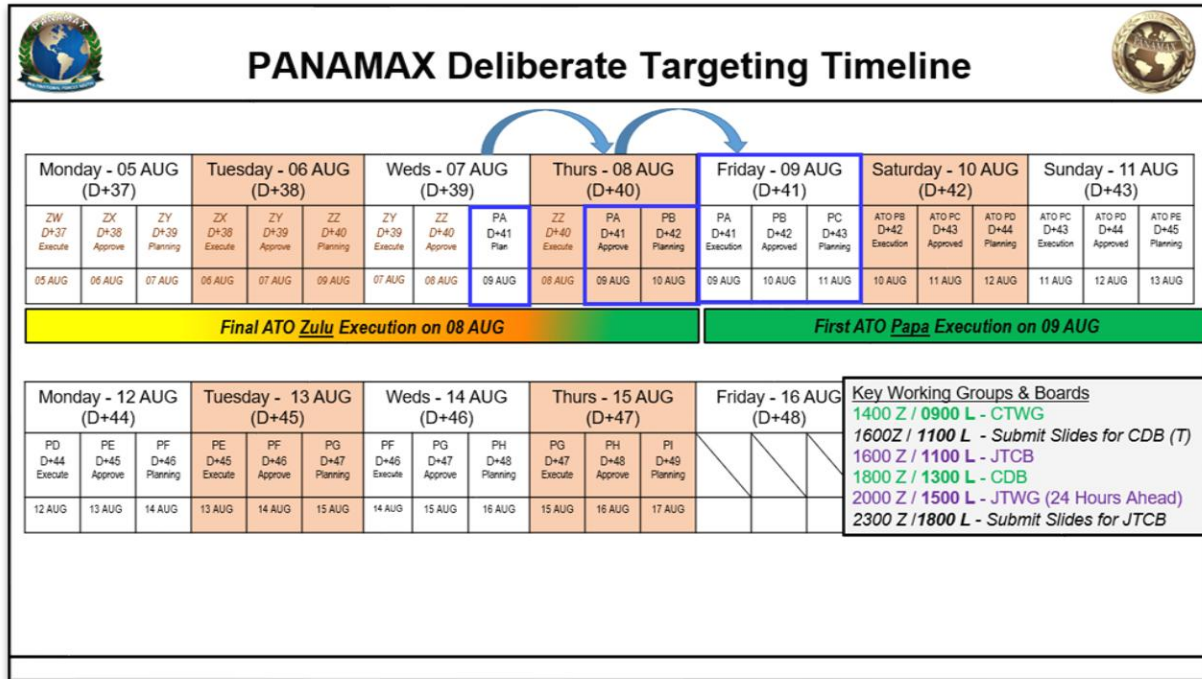 PANAMAX
PANAMAX Deliberate Targeting Timeline
PANAMAX
Monday - 05 AUG (D+37)
Tuesday - 06 AUG (D+38)
Weds - 07 AUG (D+39)
Thurs - 08 AUG (D+40)
Friday - 09 AUG (D+41)
Saturday - 10 AUG (D+42)
Sunday - 11 AUG (D+43)
ZW D+37 Execute
ZX D+38 Approve
ZY D+39 Planning
ZX D+38 Execute
ZY D+39 Approve
ZZ D+40 Planning
ZY D+39 Execute
ZZ D+40 Approve
PA D+41 Plan
ZZ D+40 Execute
PA D+41 Approve
PB D+42 Planning
PA D+41 Execution
PB D+42 Approved
PC D+43 Planning
ATO PB D+42 Execution
ATO PC D+43 Approved
ATO PD D+44 Planning
ATO PC D+43 Execution
ATO PD D+44 Approved
ATO PE D+45 Planning
05 AUG 06 AUG 07 AUG 06 AUG 07 AUG 09 AUG 07 AUG 08 AUG 09 AUG 08 AUG 09 AUG 10 AUG 09 AUG 10 AUG 11 AUG 10 AUG 11 AUG 12 AUG 11 AUG 12 AUG 13 AUG
Final ATO Zulu Execution on 08 AUG
First ATO Papa Execution on 09 AUG
Monday - 12 AUG (D+44)
Tuesday - 13 AUG (D+45)
Weds - 14 AUG (D+46)
Thurs - 15 AUG (D+47)
Friday - 16 AUG (D+48)
PD D+44 Execute
PE D+45 Approve
PF D+46 Planning
PE D+45 Execute
PF D+46 Approve
PG D+47 Planning
PF D+46 Execute
PG D+47 Approve
PH D+48 Planning
PG D+47 Execute
PH D+48 Approve
PI D+49 Planning
12 AUG 13 AUG 14 AUG 13 AUG 14 AUG 15 AUG 14 AUG 15 AUG 16 AUG 15 AUG 16 AUG 17 AUG
Key Working Groups & Boards
1400 Z / 0900 L - CTWG
1600Z / 1100 L - Submit Slides for CDB (T)
1600 Z / 1100 L - JTCB
1800 Z / 1300 L - CDB
2000 Z / 1500 L - JTWG (24 Hours Ahead)
2300 Z / 1800 L - Submit Slides for JTCB